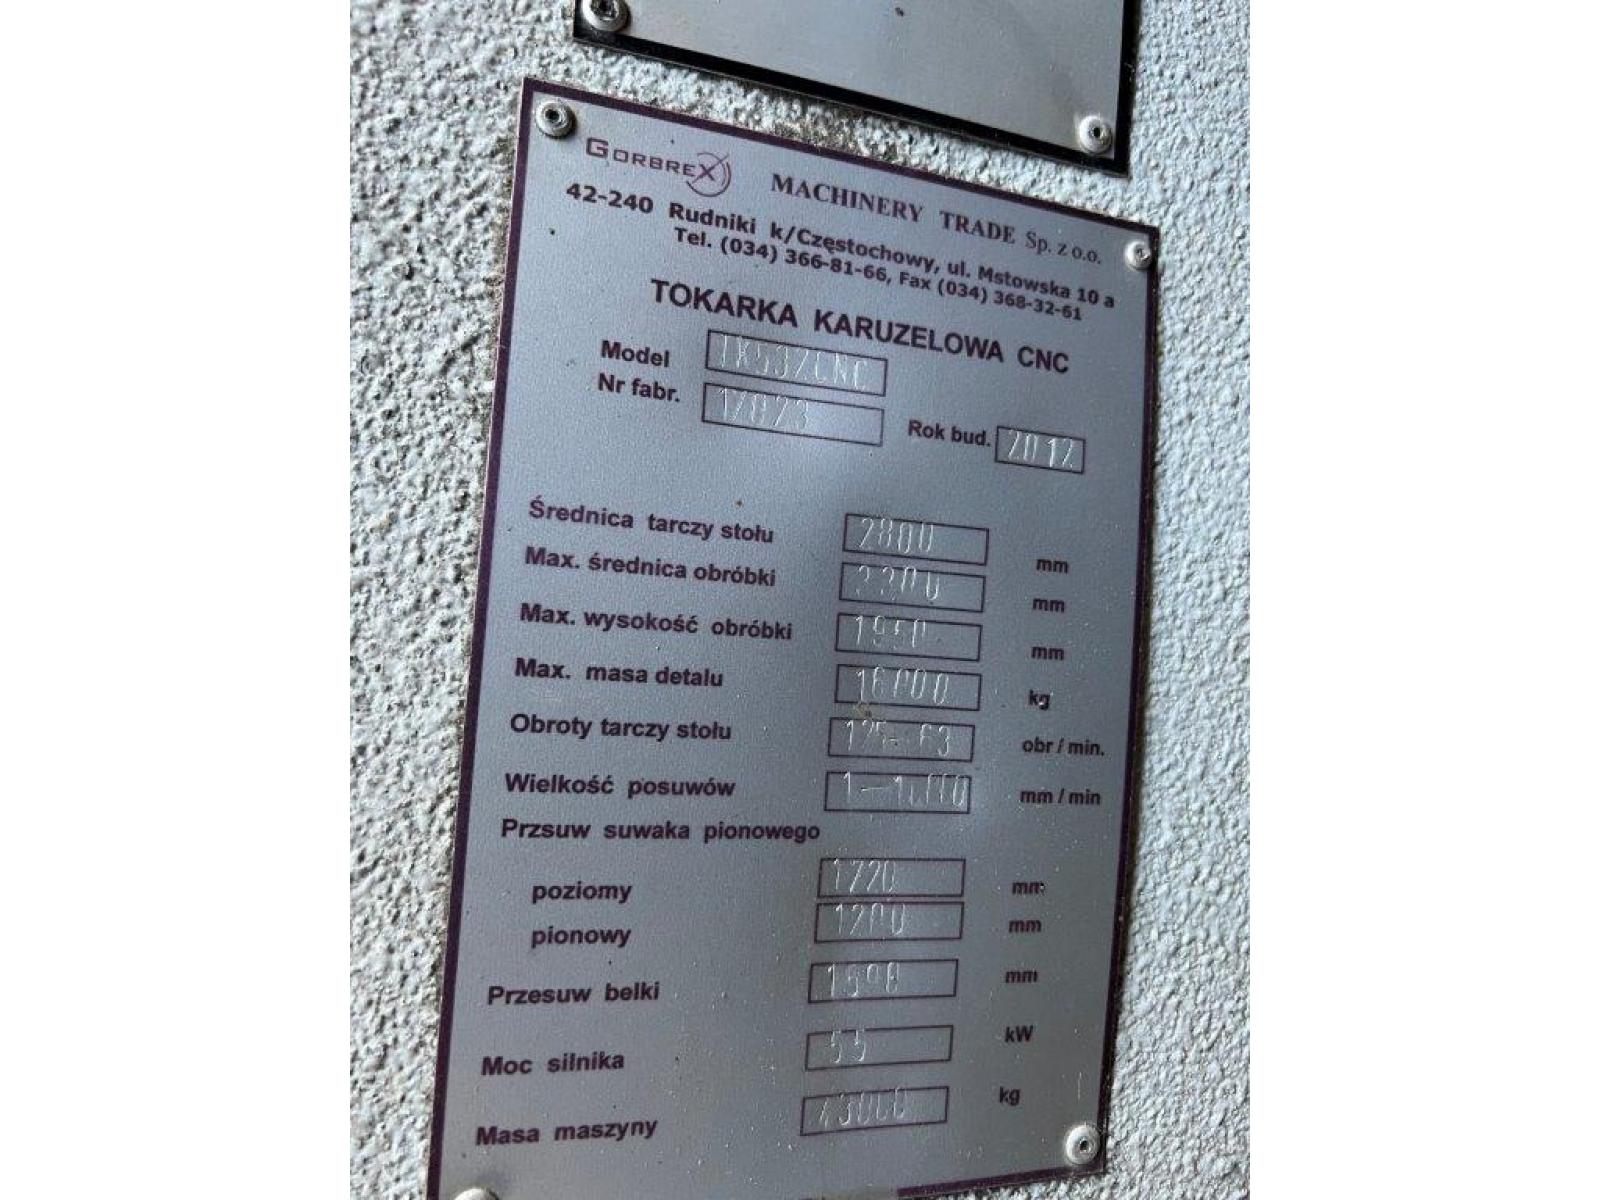 GORBREX MACHINERY TRADE Sp. z o.o.
42-240 Rudniki k/Częstochowy, ul. Mstowska 10 a
Tel. (034) 366-81-66, Fax (034) 368-32-61
TOKARKA KARUZELOWA CNC
Model
Nr fabr. 12023 Rok bud. 2012
Średnica tarczy stołu 2800 mm
Max. średnica obróbki 3300 mm
Max. wysokość obróbki 1950 mm
Max. masa detalu 16000 kg
Obroty tarczy stołu obr / min.
Wielkość posuwów mm / min
Przsuw suwaka pionowego
poziomy 1720 mm
pionowy 1200 mm
Przesuw belki mm
Moc silnika 55 kW
Masa maszyny 43000 kg